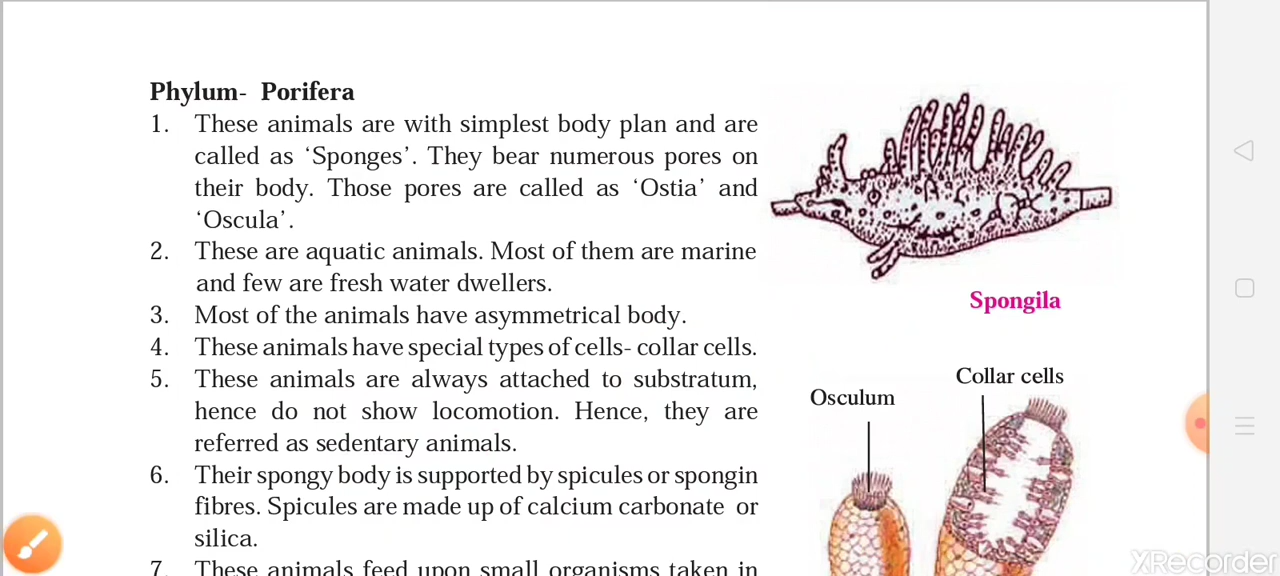 Phylum- Porifera
1. These animals are with simplest body plan and are
called as ‘Sponges’. They bear numerous pores on
their body. Those pores are called as ‘Ostia’ and
‘Oscula’.
2. These are aquatic animals. Most of them are marine
and few are fresh water dwellers.
3. Most of the animals have asymmetrical body.
4. These animals have special types of cells- collar cells.
5. These animals are always attached to substratum,
hence do not show locomotion. Hence, they are
referred as sedentary animals.
6. Their spongy body is supported by spicules or spongin
fibres. Spicules are made up of calcium carbonate or
silica.
7. These animals feed upon small organisms taken in
Spongila
Collar cells
Osculum
XRecorder